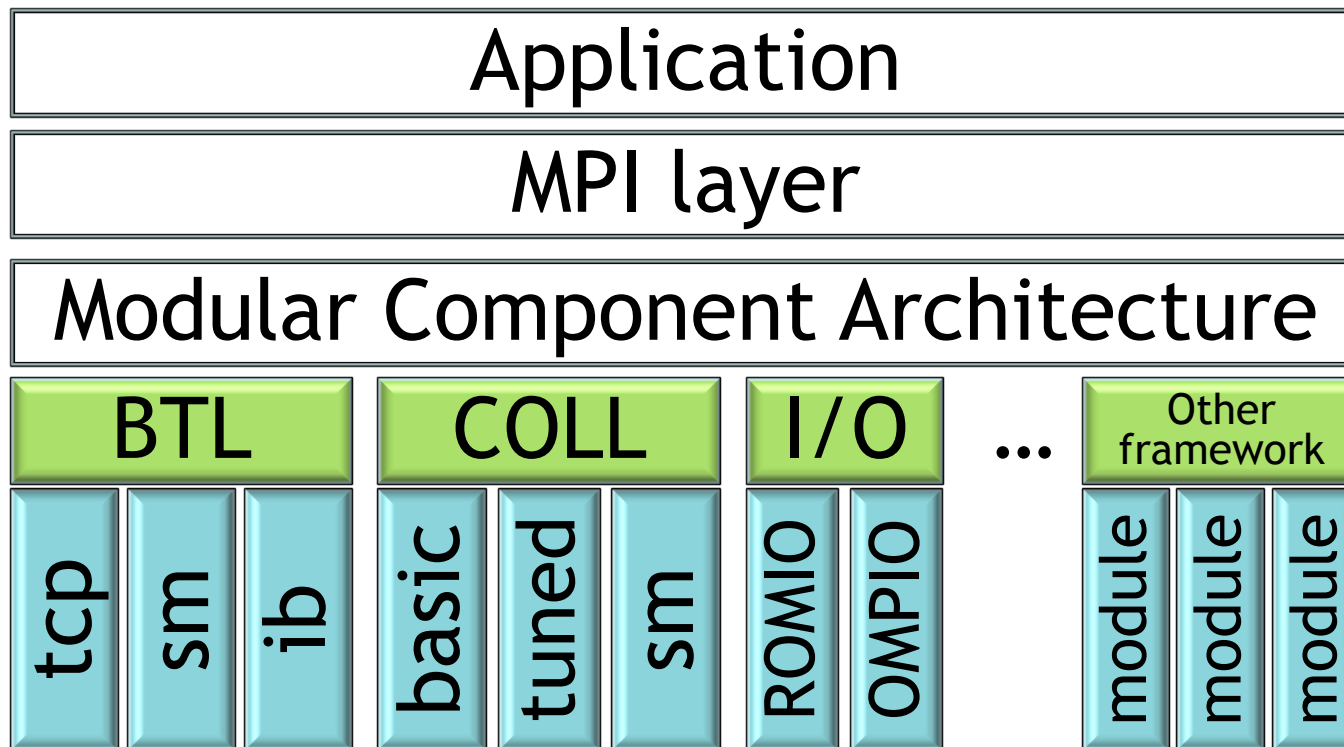 Application
MPI layer
Modular Component Architecture
BTL
COLL
I/O
...
Other
framework
tcp
sm
ib
basic
tuned
sm
ROMIO
OMPIO
module
module
module